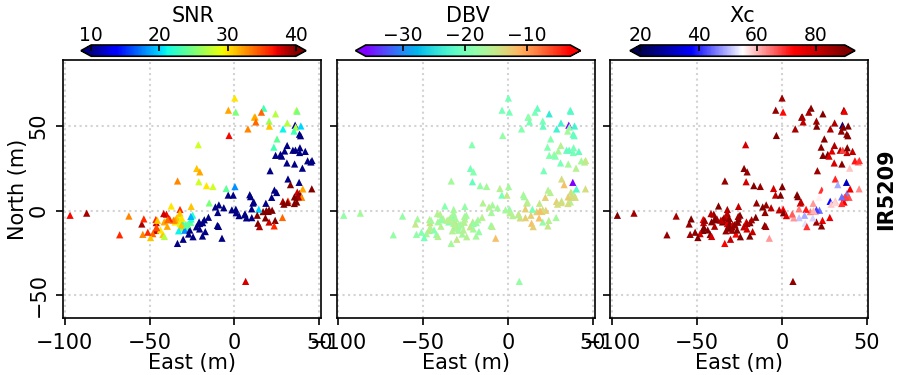 SNR DBV Xc
10 20 30 40 −30 −20 −10 20 40 60 80
North (m)
50
0
−50
−100 −50 0 50 −100 −50 0 50 −100 −50 0 50
East (m) East (m) East (m)
IR5209